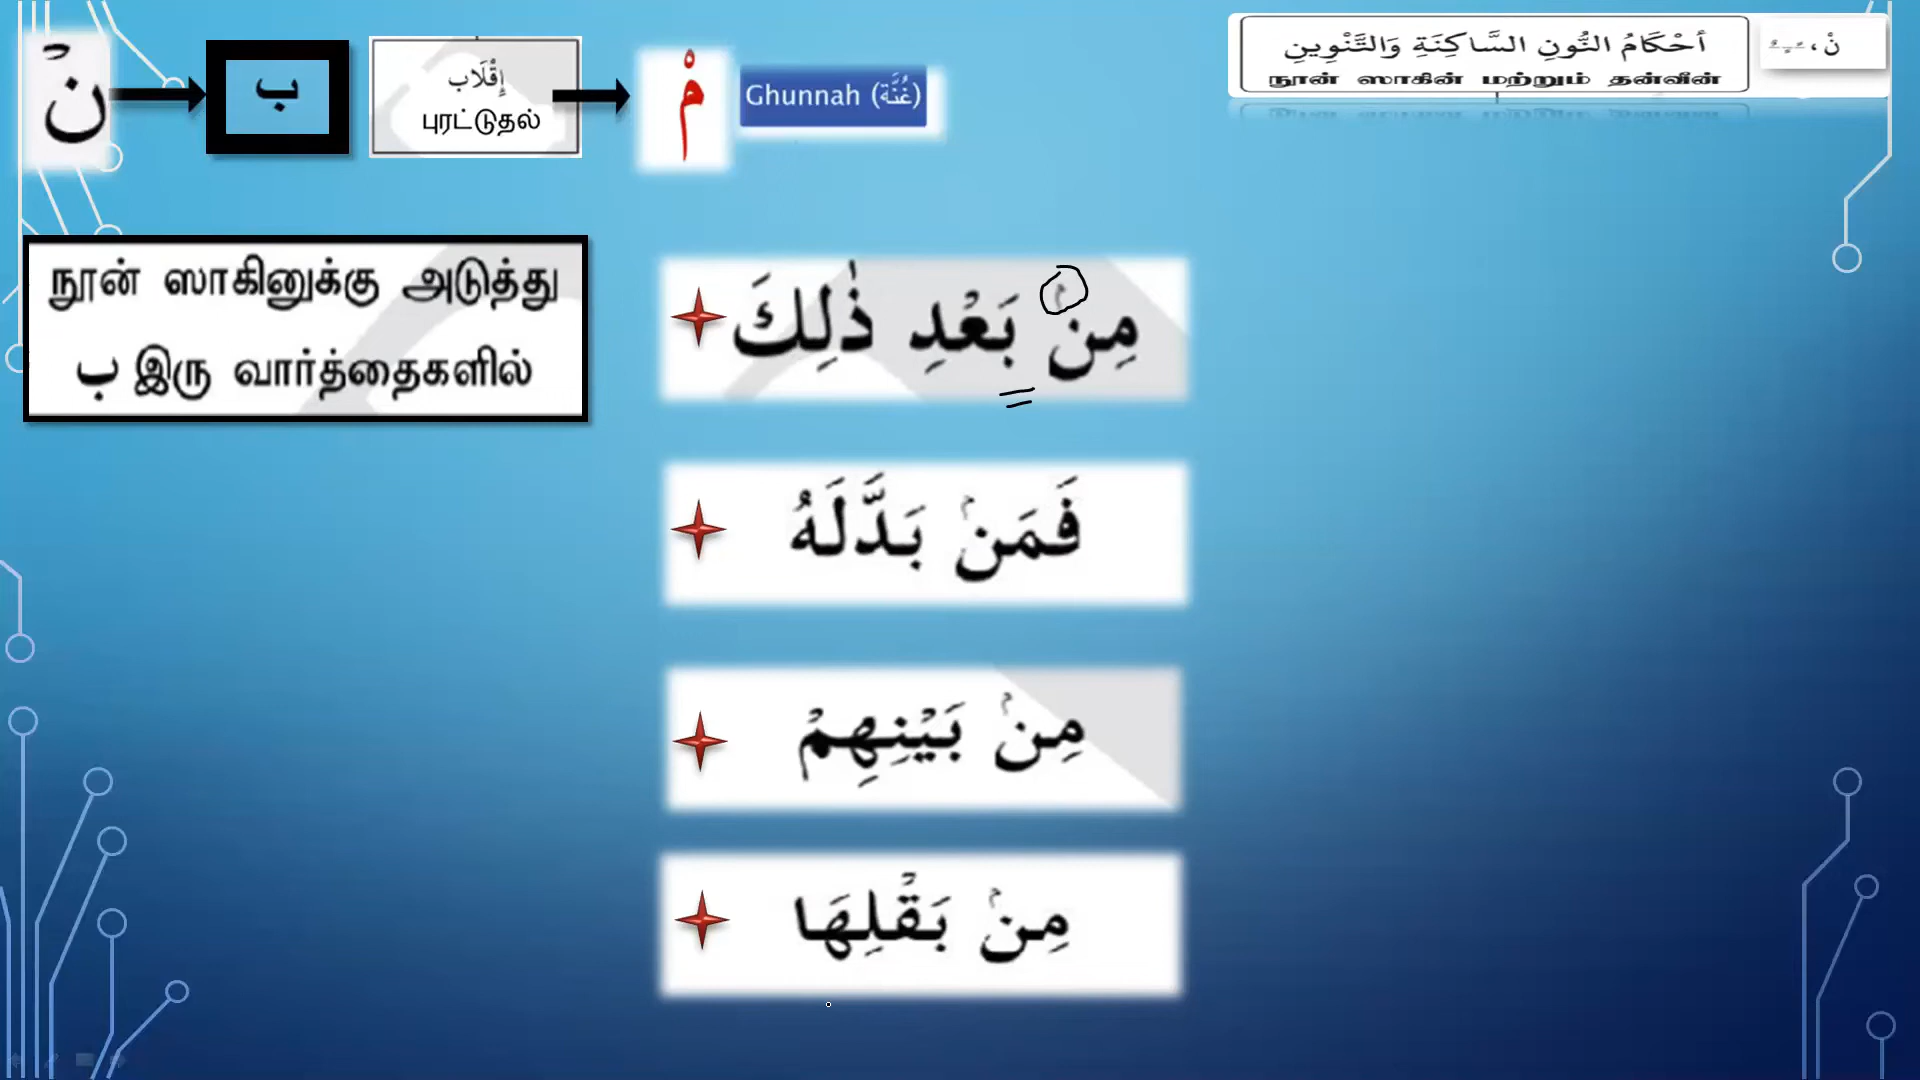 نْ
ب
إِقْلَاب
புரட்டுதல்
مْ
Ghunnah (غُنَّة)
أَحْكَامُ النُّونِ السَّاكِنَةِ وَالتَّنْوِينِ
நூன் ஸாகின் மற்றும் தன்வீன்
نْ ، ـًـٍـٌ
நூன் ஸாகினுக்கு அடுத்து
ب இரு வார்த்தைகளில்
مِنۢ بَعْدِ ذَٰلِكَ
فَمَنۢ بَدَّلَهُ
مِنۢ بَيْنِهِمْ
مِنۢ بَقْلِهَا